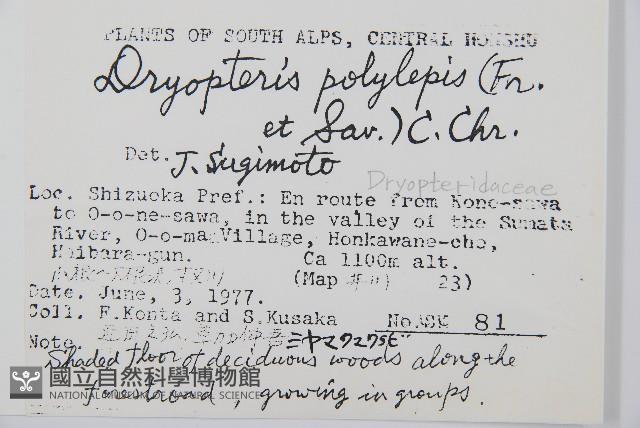 PLANTS OF SOUTH ALPS, CENTRAL HONSHU
Dryopteris polylepis (Fr.
et Sav.) C. Chr.
Det. J. Sugimoto
Dryopteridaceae
Loc. Shizuoka Pref.: En route from Kono-sawa
to O-o-ne-sawa, in the valley of the Sumata
River, O-o-ma Village, Honkawane-cho,
Haibara-gun. Ca 1100m alt.
(Map 23)
Date. June, 3, 1977.
Coll. F.Konta and S.Kusaka No.ASK 81
Note. ミヤマクマワラビ
Shaded floor of deciduous woods along the
growing in groups.
國立自然科學博物館
NATIONAL MUSEUM OF NATURAL SCIENCE